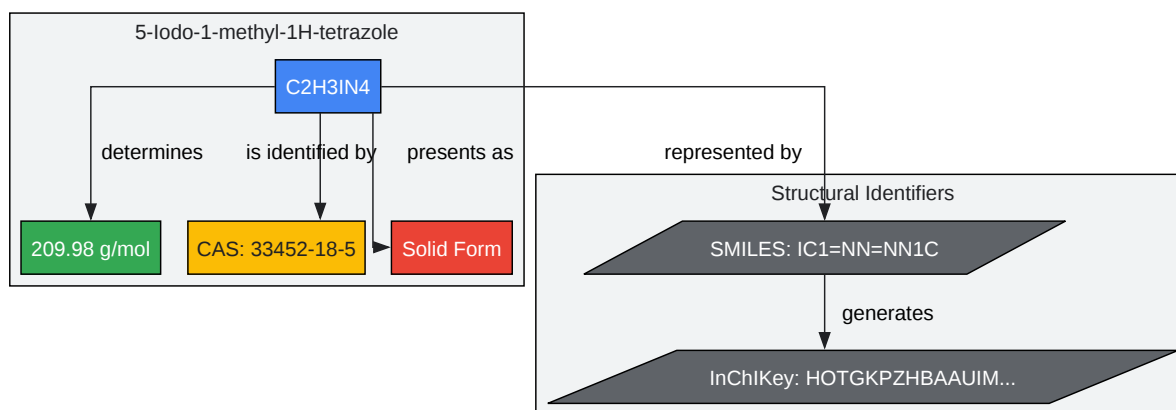 5-Iodo-1-methyl-1H-tetrazole
C2H3IN4
determines
is identified by
presents as
represented by
209.98 g/mol
CAS: 33452-18-5
Solid Form
Structural Identifiers
SMILES: IC1=NN=NN1C
generates
InChIKey: HOTGKPZHBAAUIM...